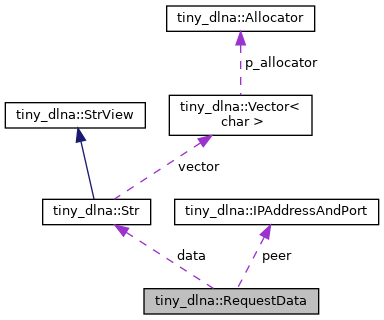 tiny_dlna::Allocator
p_allocator
tiny_dlna::Vector<
char >
tiny_dlna::StrView
vector
tiny_dlna::Str
tiny_dlna::IPAddressAndPort
data
peer
tiny_dlna::RequestData